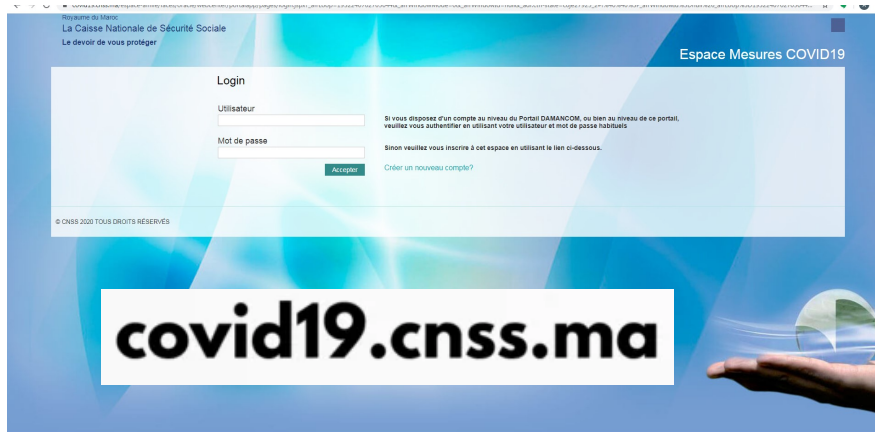 Royaume du Maroc
La Caisse Nationale de Sécurité Sociale
Le devoir de vous protéger
Espace Mesures COVID19
Login
Utilisateur
Si vous disposez d'un compte au niveau du Portail DAMANCOM, ou bien au niveau de ce portail,
veuillez vous authentifier en utilisant votre utilisateur et mot de passe habituels
Mot de passe
Sinon veuillez vous inscrire à cet espace en utilisant le lien ci-dessous.
Accepter
Créer un nouveau compte?
© CNSS 2020 TOUS DROITS RÉSERVÉS
covid19.cnss.ma